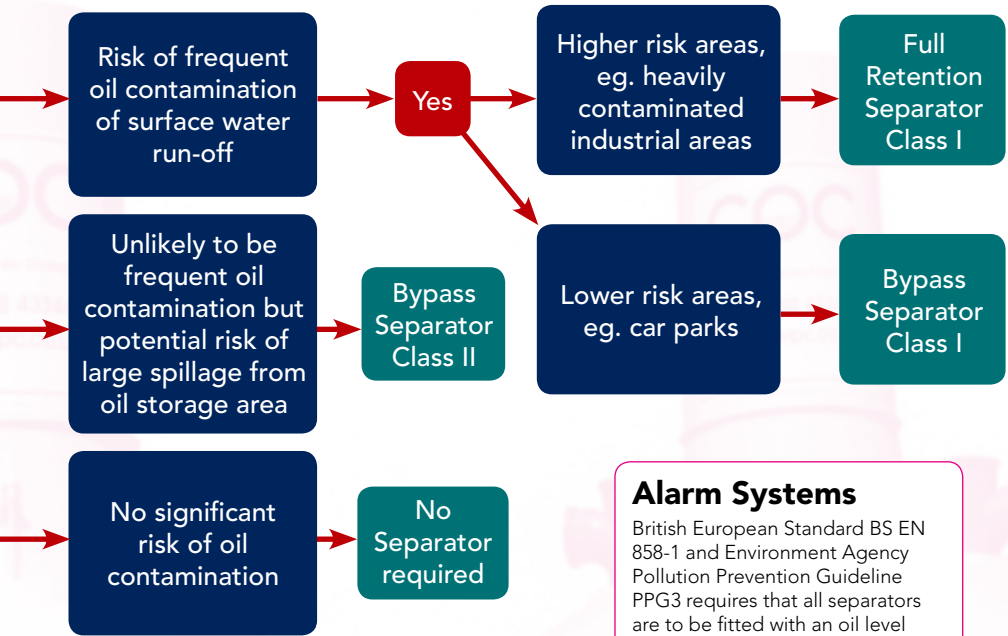 Risk of frequent
oil contamination
of surface water
run-off
Yes
Higher risk areas,
eg. heavily
contaminated
industrial areas
Full
Retention
Separator
Class I
Unlikely to be
frequent oil
contamination but
potential risk of
large spillage from
oil storage area
Bypass
Separator
Class II
Lower risk areas,
eg. car parks
Bypass
Separator
Class I
No significant
risk of oil
contamination
No
Separator
required
Alarm Systems
British European Standard BS EN
858-1 and Environment Agency
Pollution Prevention Guideline
PPG3 requires that all separators
are to be fitted with an oil level